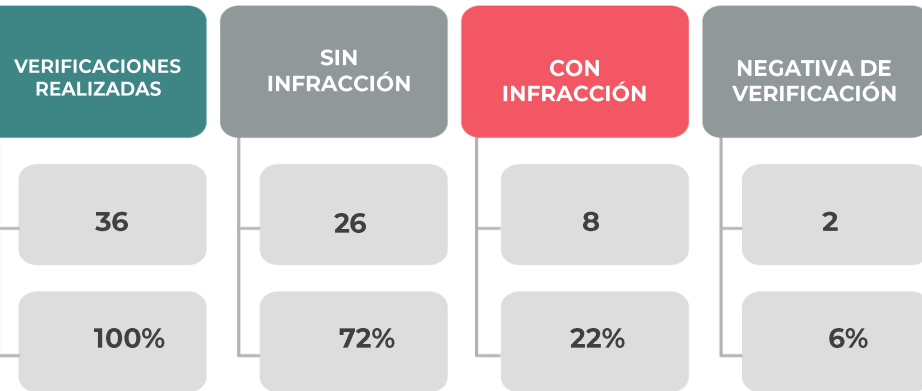 VERIFICACIONES
REALIZADAS
SIN
INFRACCIÓN
CON
INFRACCIÓN
NEGATIVA DE
VERIFICACIÓN
36
26
8
2
100%
72%
22%
6%